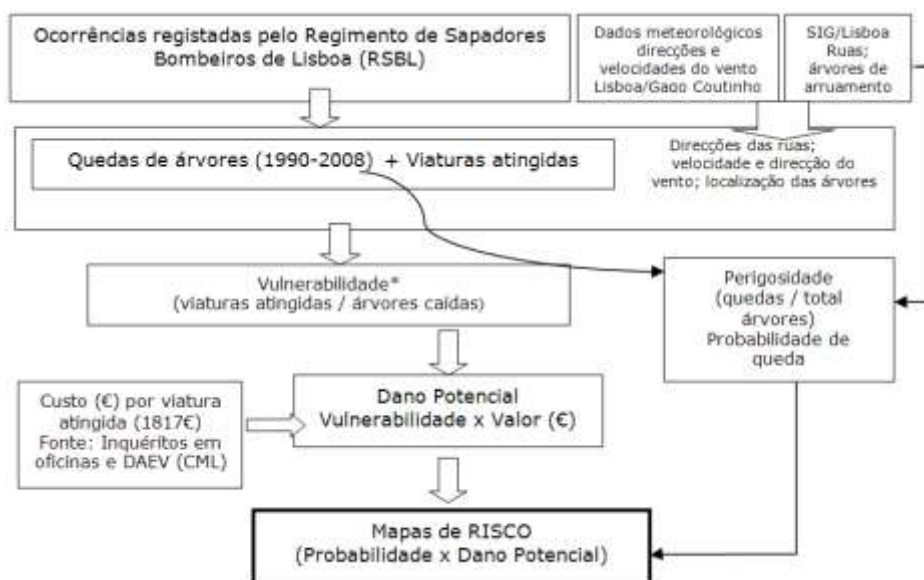 Ocorrências registadas pelo Regimento de Sapadores
Bombeiros de Lisboa (RSBL)
Dados meteorológicos
direcções e
velocidades do vento
Lisboa/Gaoo Coutinho
SIG/Lisboa
Ruas;
árvores de
arruamento
Quedas de árvores (1990-2008) + Viaturas atingidas
Direcções das ruas;
velocidade e direcção do
vento; localização das árvores
Vulnerabilidade*
(viaturas atingidas / árvores caídas)
Perigosidade
(quedas / total
árvores)
Probabilidade de
queda
Custo (€) por viatura
atingida (1817€)
Fonte: Inquéritos em
oficinas e DAEV (CML)
Dano Potencial
Vulnerabilidade x Valor (€)
Mapas de RISCO
(Probabilidade x Dano Potencial)